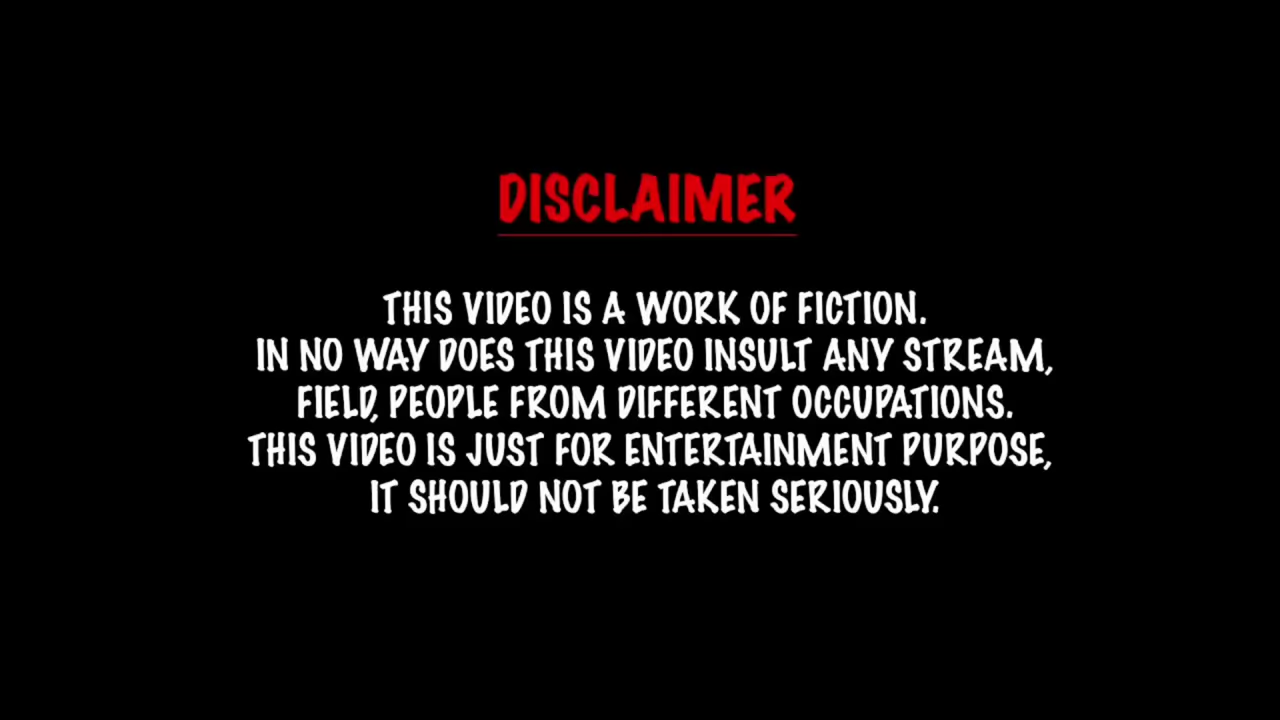 DISCLAIMER
THIS VIDEO IS A WORK OF FICTION.
IN NO WAY DOES THIS VIDEO INSULT ANY STREAM,
FIELD, PEOPLE FROM DIFFERENT OCCUPATIONS.
THIS VIDEO IS JUST FOR ENTERTAINMENT PURPOSE,
IT SHOULD NOT BE TAKEN SERIOUSLY.